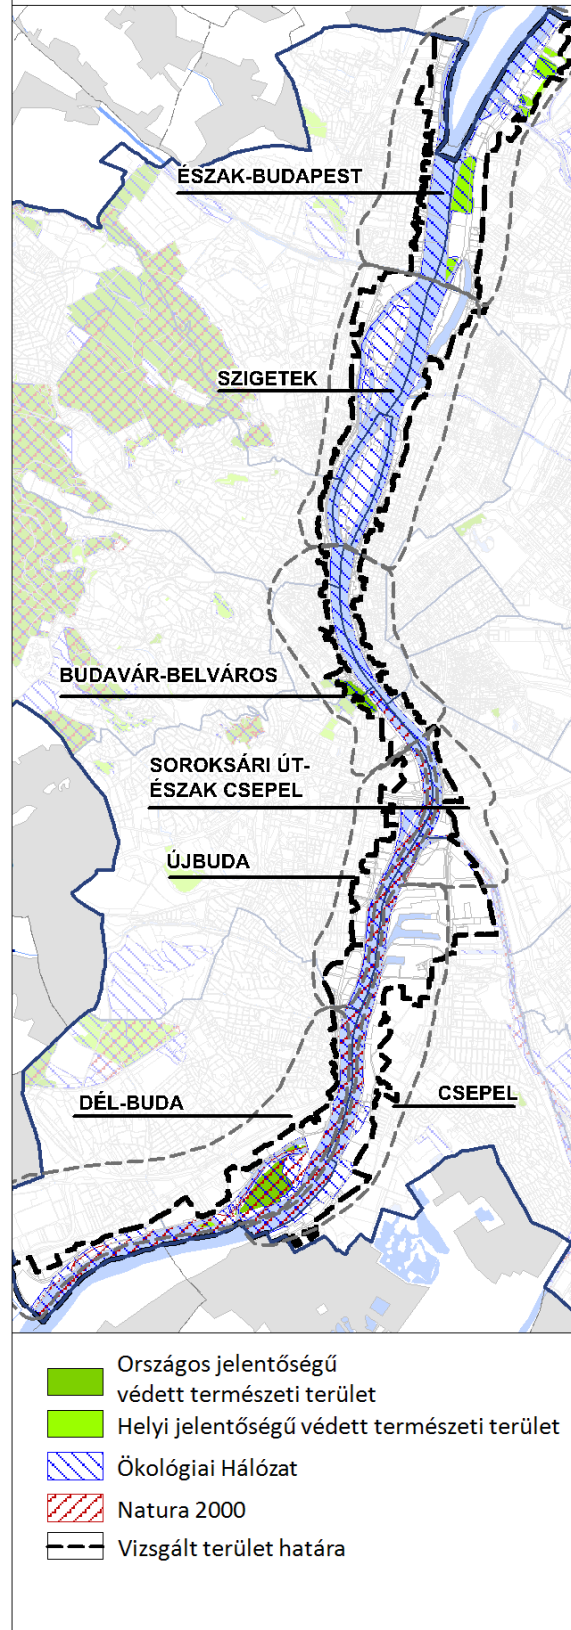 ÉSZAK-BUDAPEST
SZIGETEK
BUDAVÁR-BELVÁROS
SOROKSÁRI ÚT-
ÉSZAK CSEPEL
ÚJBUDA
DÉL-BUDA
CSEPEL
Országos jelentőségű
védett természeti terület
Helyi jelentőségű védett természeti terület
Ökológiai Hálózat
Natura 2000
Vizsgált terület határa